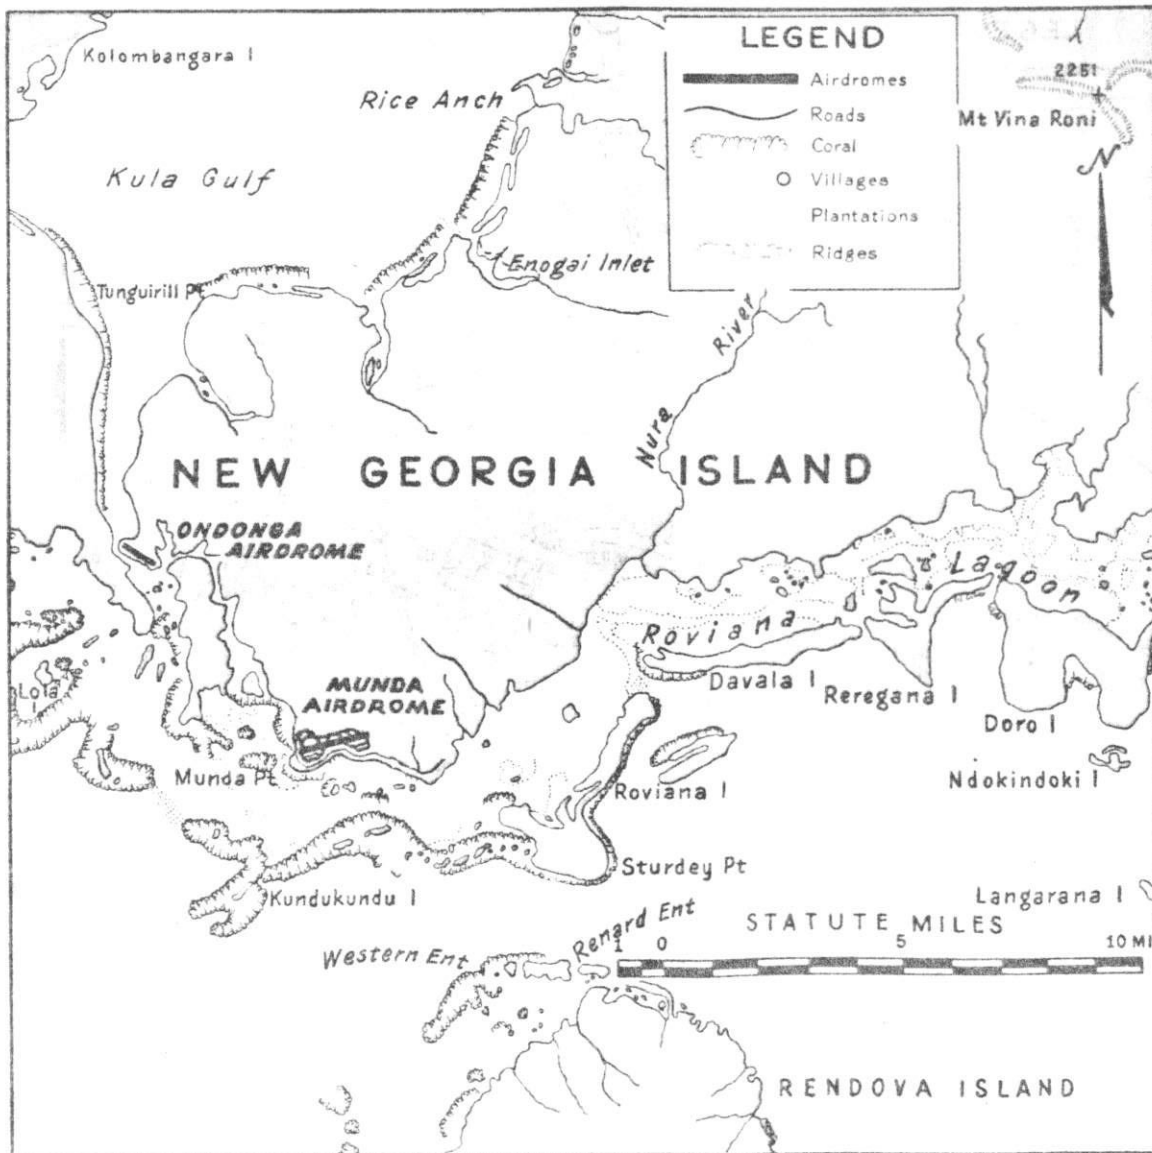 LEGEND
Airdromes
Roads
Coral
Villages
Plantations
Ridges
Kolombangara I
Rice Anch
2251
Mt Vina Roni
N
Kula Gulf
Enogai Inlet
Tunguirill Pt
Nura River
NEW GEORGIA ISLAND
ONDONGA
AIRDROME
Roviana Lagoon
Lola
I
MUNDA
AIRDROME
Davala I
Reregana I
Doro I
Munda Pt
Roviana I
Ndokindoki I
Sturdey Pt
Kundukundu I
Langarana I
Renard Ent
STATUTE MILES
1 0 5 10 MI
Western Ent
RENDOVA ISLAND